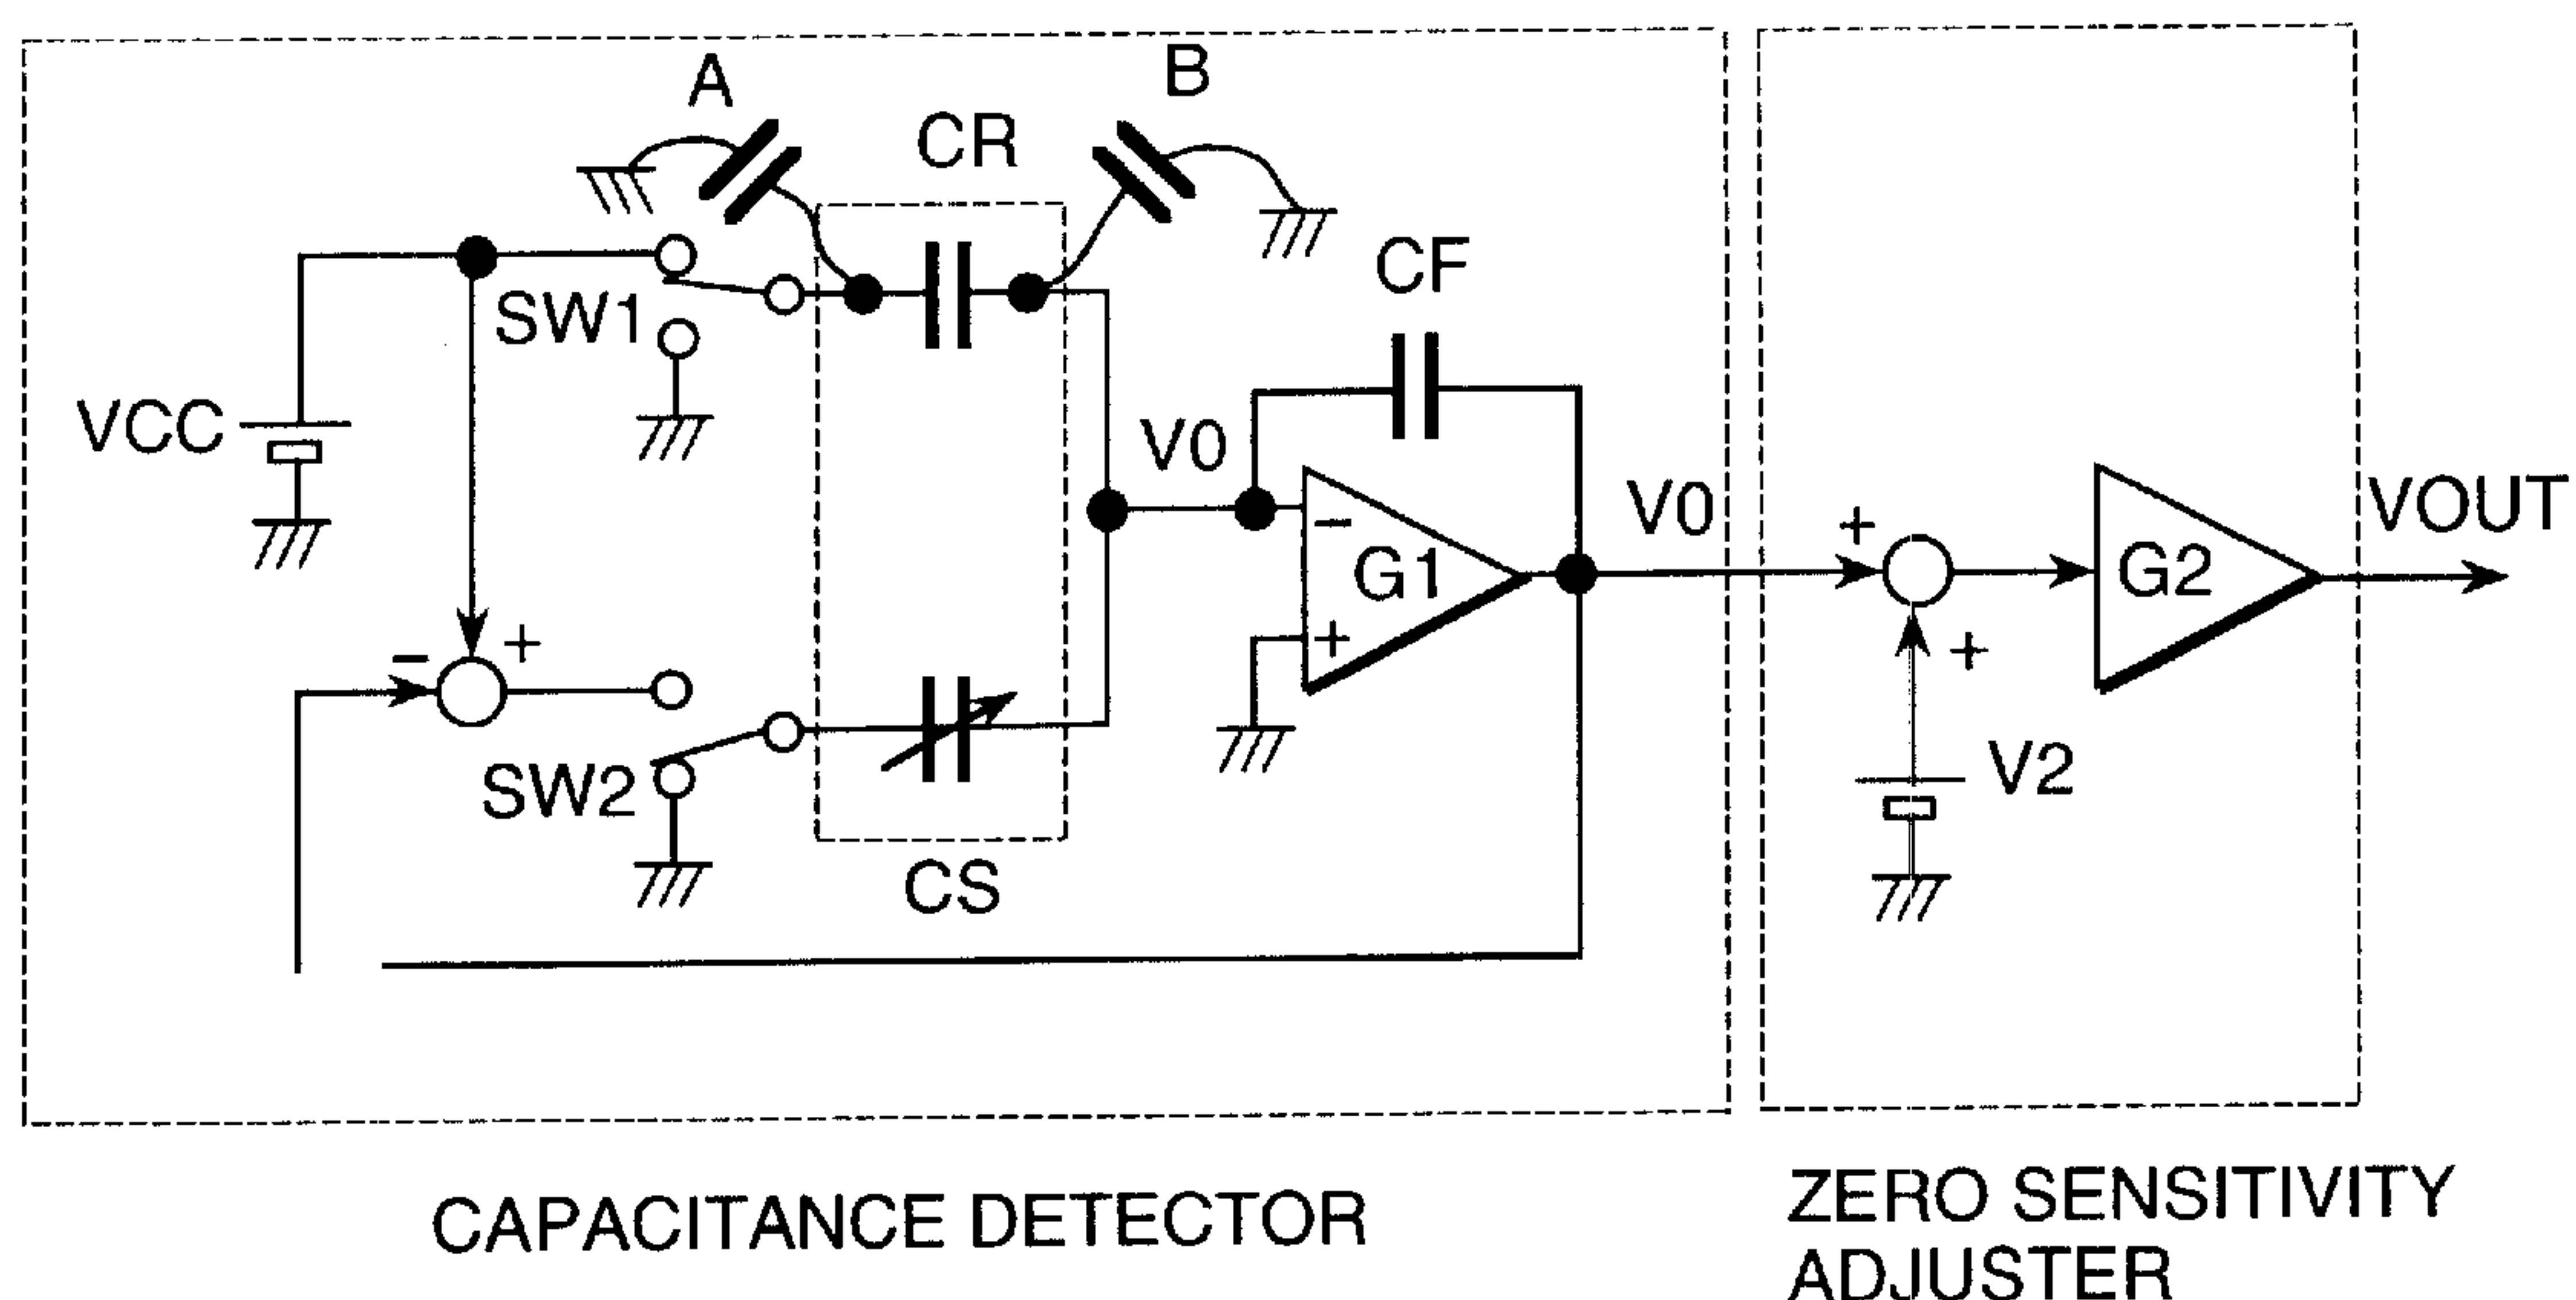 A
B
CR
CF
SW1
VCC
V0
V0
VOUT
−
G1
G2
+
+
−
+
+
V2
SW2
CS
CAPACITANCE DETECTOR
ZERO SENSITIVITY
ADJUSTER